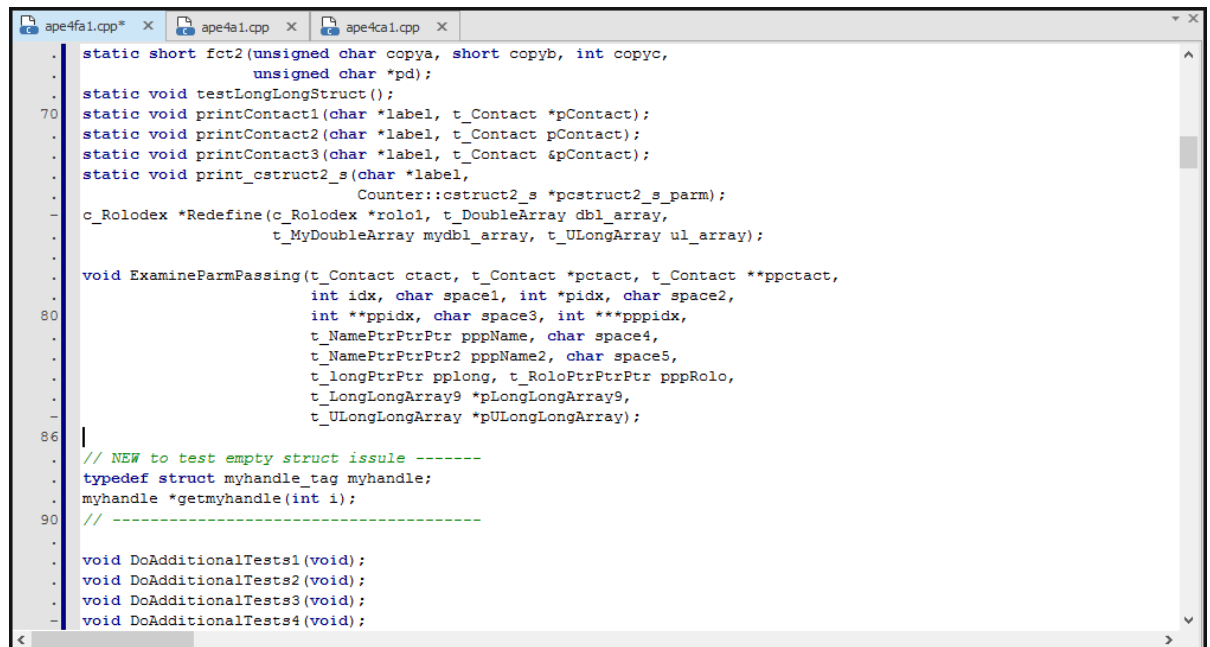 ape4fa1.cpp* × ape4a1.cpp × ape4ca1.cpp ×
. static short fct2(unsigned char copya, short copyb, int copyc,
. unsigned char *pd);
. static void testLongLongStruct();
70 static void printContact1(char *label, t_Contact *pContact);
. static void printContact2(char *label, t_Contact pContact);
. static void printContact3(char *label, t_Contact &pContact);
. static void print_cstruct2_s(char *label,
. Counter::cstruct2_s *pcstruct2_s_parm);
- c_Rolodex *Redefine(c_Rolodex *rolo1, t_DoubleArray dbl_array,
. t_MyDoubleArray mydbl_array, t_ULongArray ul_array);
.
. void ExamineParmPassing(t_Contact ctact, t_Contact *pctact, t_Contact **ppctact,
. int idx, char space1, int *pidx, char space2,
80 int **ppidx, char space3, int ***pppidx,
. t_NamePtrPtrPtr pppName, char space4,
. t_NamePtrPtrPtr2 pppName2, char space5,
. t_longPtrPtr pplong, t_RoloPtrPtrPtr pppRolo,
. t_LongLongArray9 *pLongLongArray9,
- t_ULongLongArray *pULongLongArray);
86
. // NEW to test empty struct issule -------
. typedef struct myhandle_tag myhandle;
. myhandle *getmyhandle(int i);
90 // ---------------------------------------
.
. void DoAdditionalTests1(void);
. void DoAdditionalTests2(void);
. void DoAdditionalTests3(void);
- void DoAdditionalTests4(void);